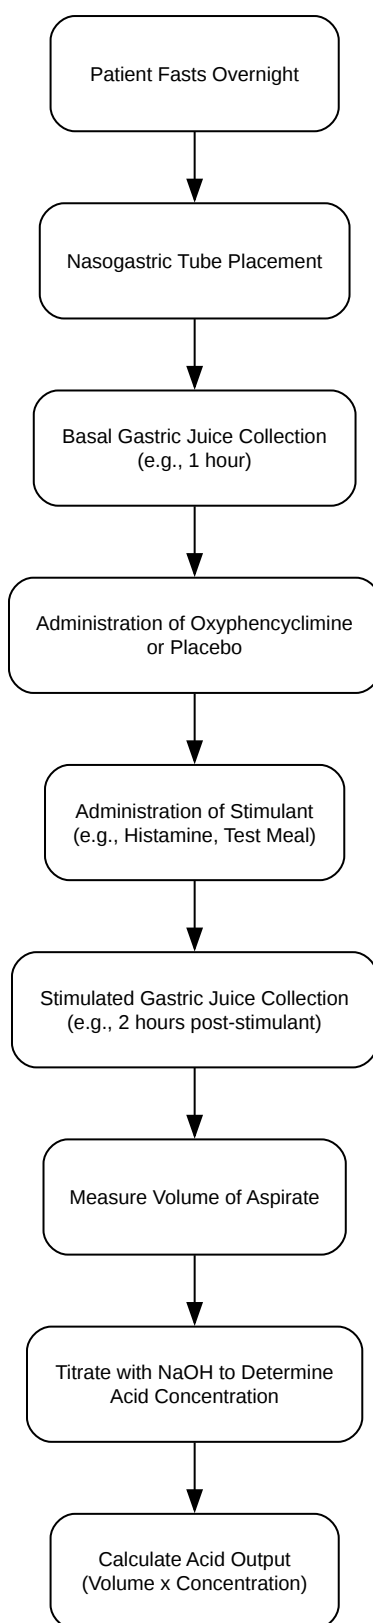 Patient Fasts Overnight
Nasogastric Tube Placement
Basal Gastric Juice Collection
(e.g., 1 hour)
Administration of Oxyphencyclimine
or Placebo
Administration of Stimulant
(e.g., Histamine, Test Meal)
Stimulated Gastric Juice Collection
(e.g., 2 hours post-stimulant)
Measure Volume of Aspirate
Titrate with NaOH to Determine
Acid Concentration
Calculate Acid Output
(Volume x Concentration)